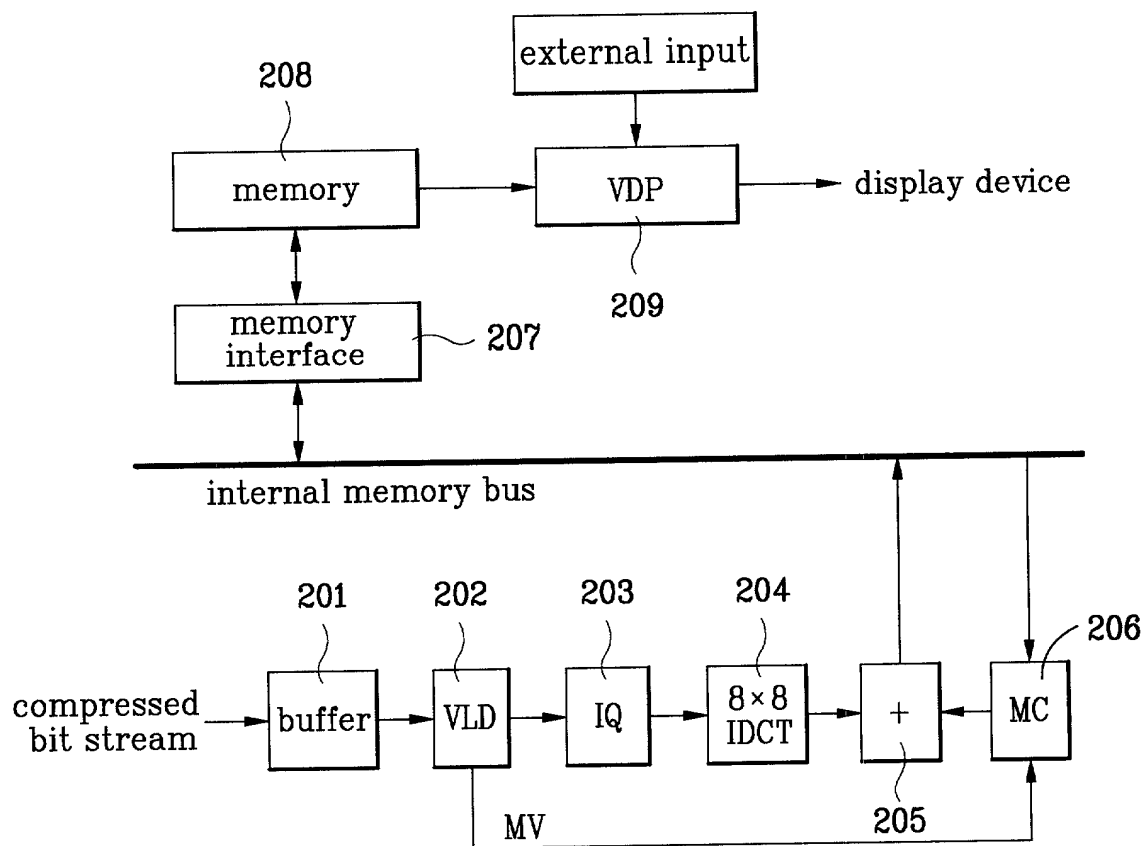 external input
208
memory
VDP
display device
209
memory
interface
207
internal memory bus
201
202
203
204
206
compressed
bit stream
buffer
VLD
IQ
8×8
IDCT
+
MC
205
MV